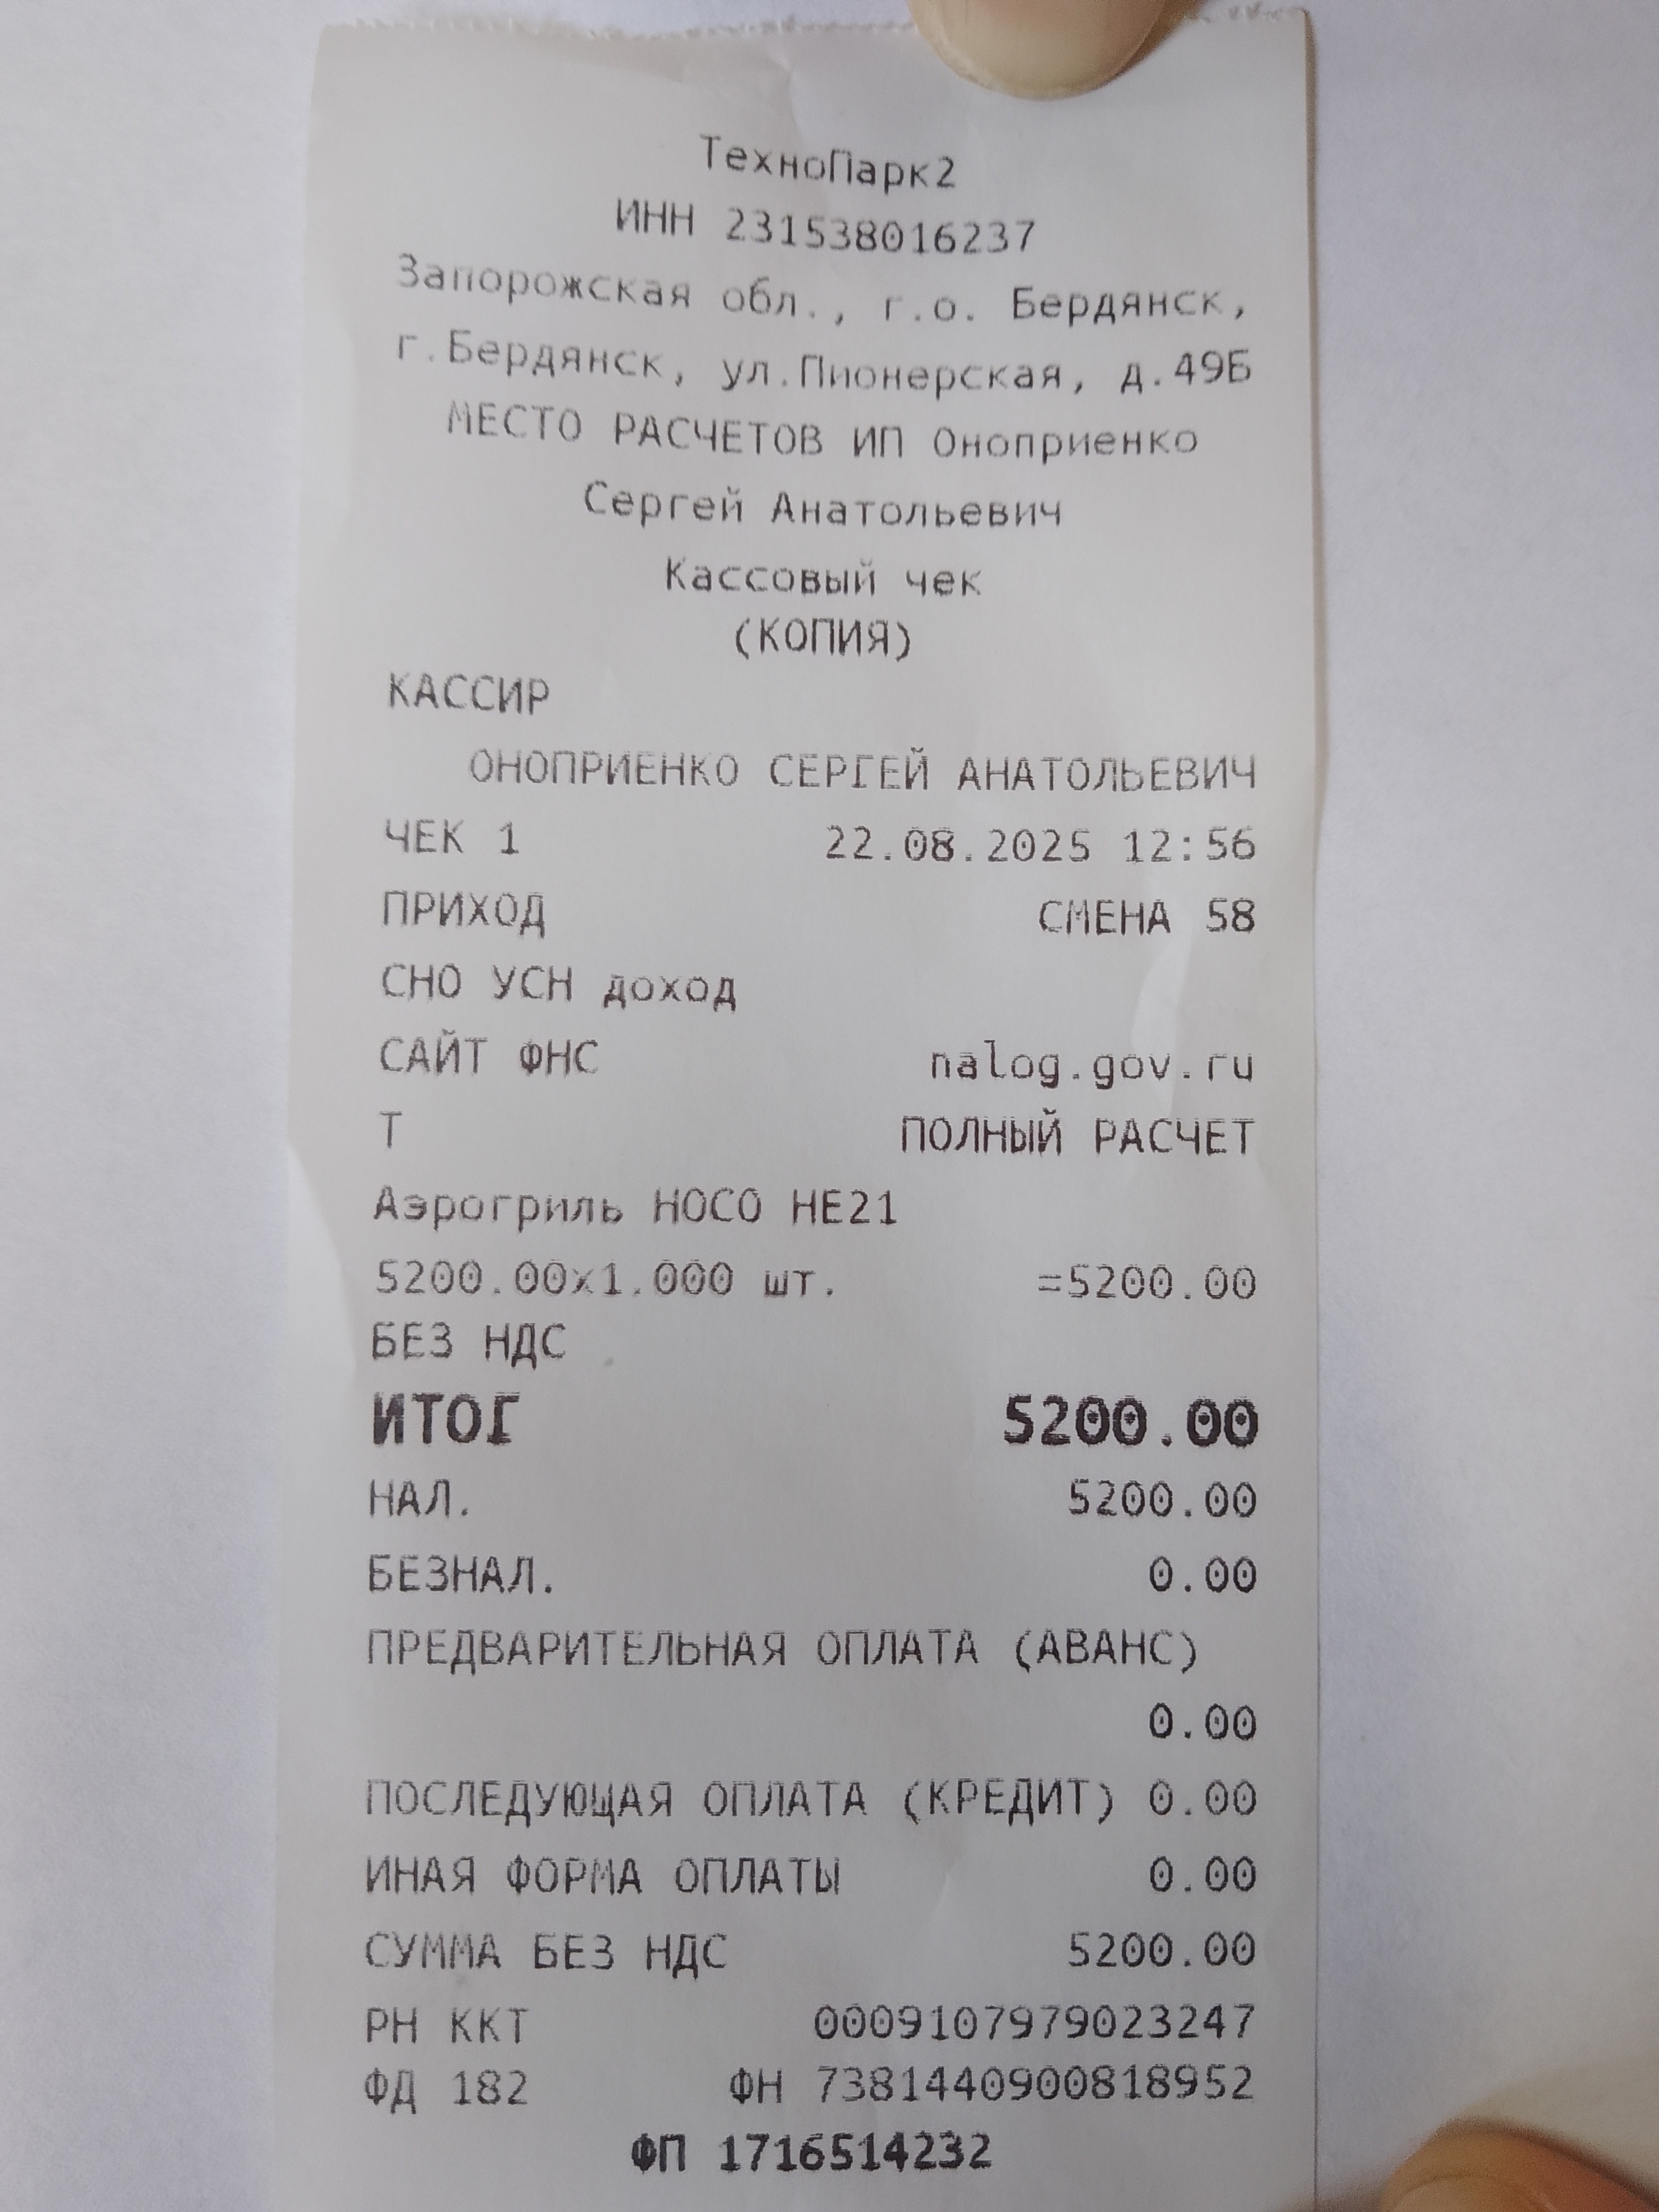 ТехноПарк2
ИНН 231538016237
Запорожская обл., г.о. Бердянск,
г.Бердянск, ул.Пионерская, д.49Б
МЕСТО РАСЧЕТОВ ИП Оноприенко
Сергей Анатольевич
Кассовый чек
(КОПИЯ)
КАССИР
ОНОПРИЕНКО СЕРГЕЙ АНАТОЛЬЕВИЧ
ЧЕК 1 22.08.2025 12:56
ПРИХОД СМЕНА 58
СНО УСН доход
САЙТ ФНС nalog.gov.ru
Т ПОЛНЫЙ РАСЧЕТ
Аэрогриль HOCO HE21
5200.00x1.000 шт. =5200.00
БЕЗ НДС
ИТОГ 5200.00
НАЛ. 5200.00
БЕЗНАЛ. 0.00
ПРЕДВАРИТЕЛЬНАЯ ОПЛАТА (АВАНС)
0.00
ПОСЛЕДУЮЩАЯ ОПЛАТА (КРЕДИТ) 0.00
ИНАЯ ФОРМА ОПЛАТЫ 0.00
СУММА БЕЗ НДС 5200.00
РН ККТ 0009107979023247
ФД 182 ФН 7381440900818952
ФП 1716514232